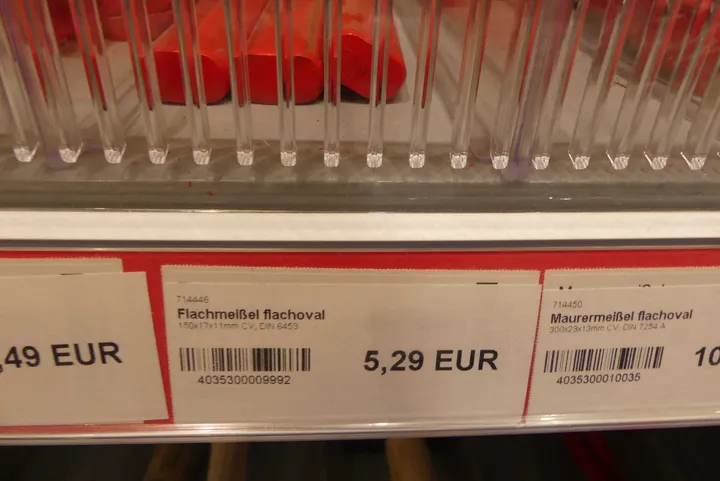 ,49 EUR
714446
Flachmeißel flachoval
150x17x11mm CV, DIN 6453
4035300009992
5,29 EUR
714450
Maurermeißel flachoval
300x23x13mm CV, DIN 7254 A
4035300010035
10